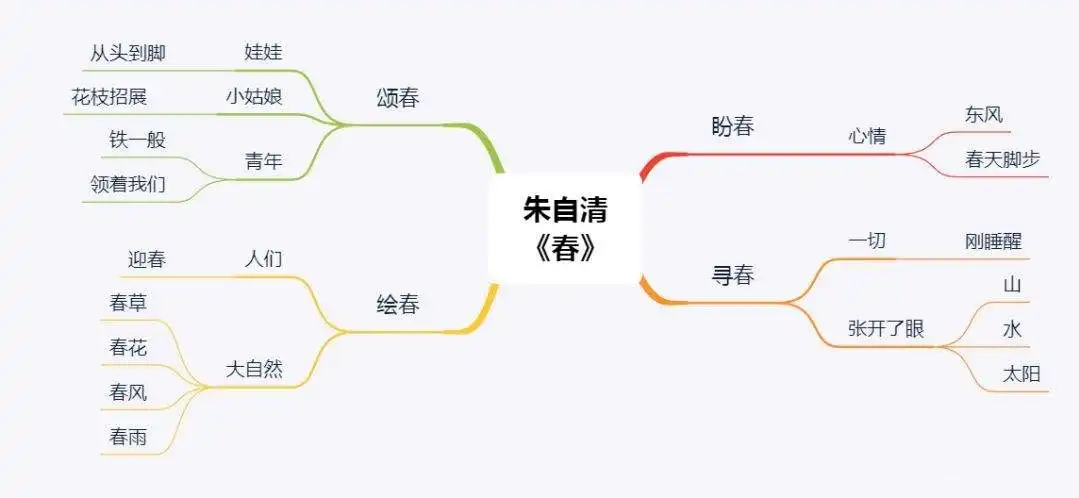 朱自清
《春》
盼春
心情
东风
春天脚步
寻春
一切
刚睡醒
张开了眼
山
水
太阳
绘春
人们
迎春
大自然
春草
春花
春风
春雨
颂春
娃娃
从头到脚
小姑娘
花枝招展
青年
铁一般
领着我们